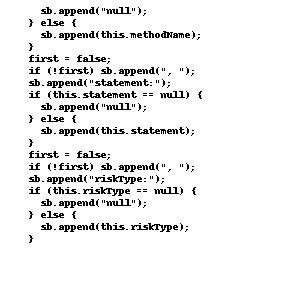 sb.append("null");
} else {
sb.append(this.methodName);
}
first = false;
if (!first) sb.append(", ");
sb.append("statement:");
if (this.statement == null) {
sb.append("null");
} else {
sb.append(this.statement);
}
first = false;
if (!first) sb.append(", ");
sb.append("riskType:");
if (this.riskType == null) {
sb.append("null");
} else {
sb.append(this.riskType);
}